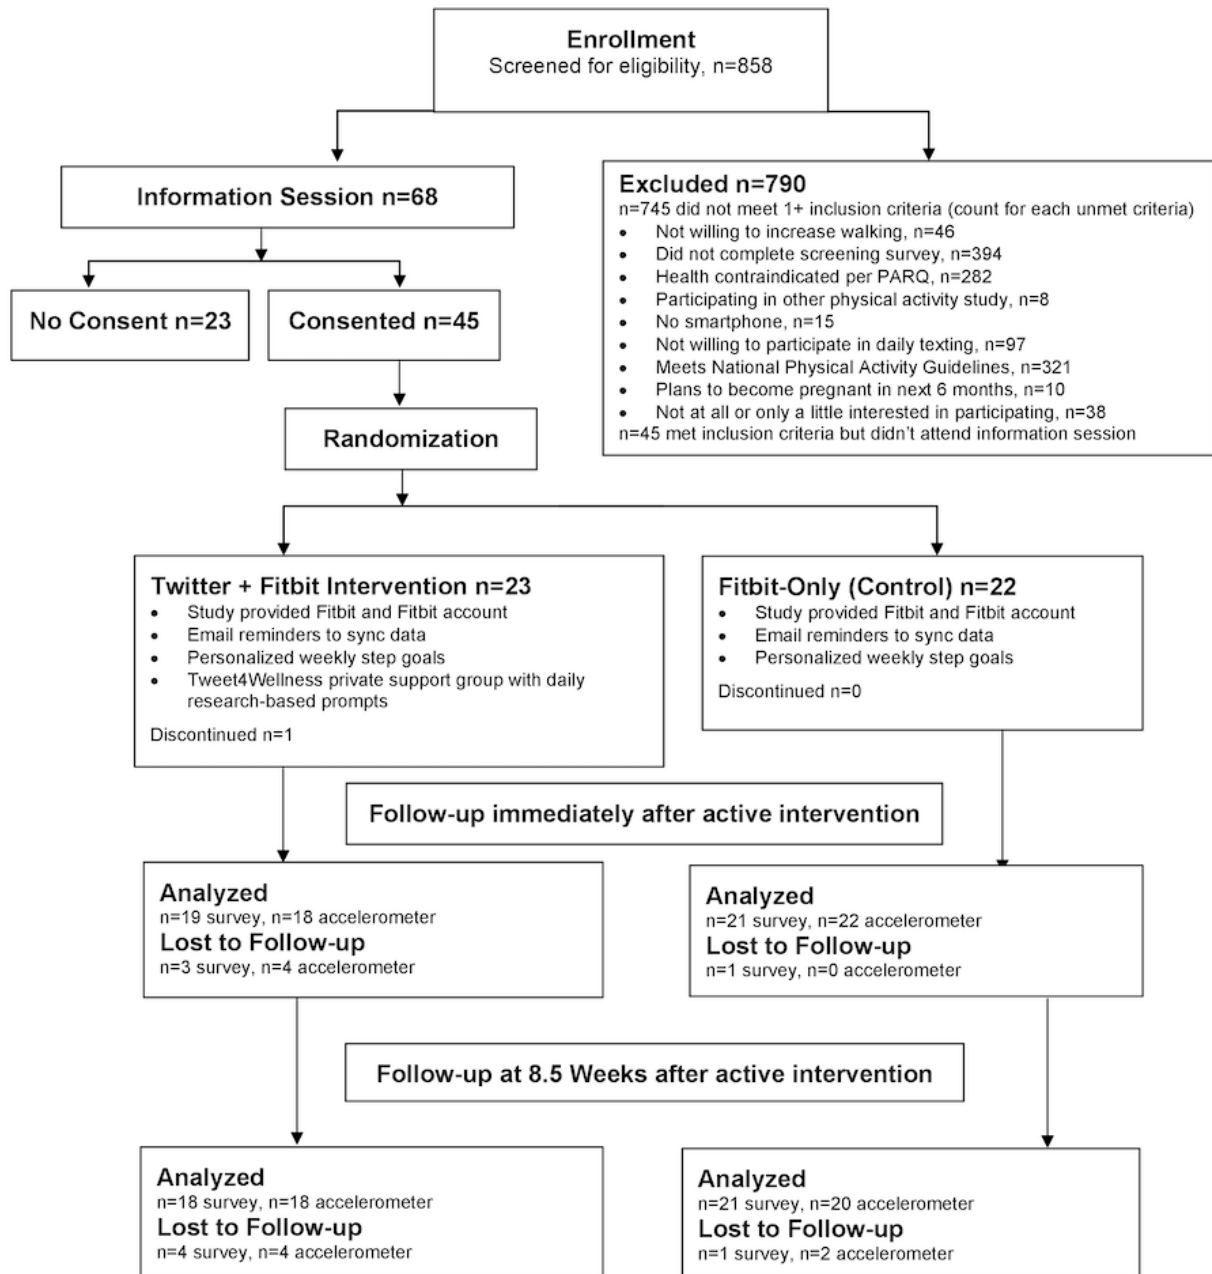 Enrollment
Screened for eligibility, n=858
Information Session n=68
Excluded n=790
n=745 did not meet 1+ inclusion criteria (count for each unmet criteria)
• Not willing to increase walking, n=46
• Did not complete screening survey, n=394
• Health contraindicated per PARQ, n=282
• Participating in other physical activity study, n=8
• No smartphone, n=15
• Not willing to participate in daily texting, n=97
• Meets National Physical Activity Guidelines, n=321
• Plans to become pregnant in next 6 months, n=10
• Not at all or only a little interested in participating, n=38
n=45 met inclusion criteria but didn't attend information session
No Consent n=23
Consented n=45
Randomization
Twitter + Fitbit Intervention n=23
• Study provided Fitbit and Fitbit account
• Email reminders to sync data
• Personalized weekly step goals
• Tweet4Wellness private support group with daily
research-based prompts
Discontinued n=1
Fitbit-Only (Control) n=22
• Study provided Fitbit and Fitbit account
• Email reminders to sync data
• Personalized weekly step goals
Discontinued n=0
Follow-up immediately after active intervention
Analyzed
n=19 survey, n=18 accelerometer
Lost to Follow-up
n=3 survey, n=4 accelerometer
Analyzed
n=21 survey, n=22 accelerometer
Lost to Follow-up
n=1 survey, n=0 accelerometer
Follow-up at 8.5 Weeks after active intervention
Analyzed
n=18 survey, n=18 accelerometer
Lost to Follow-up
n=4 survey, n=4 accelerometer
Analyzed
n=21 survey, n=20 accelerometer
Lost to Follow-up
n=1 survey, n=2 accelerometer